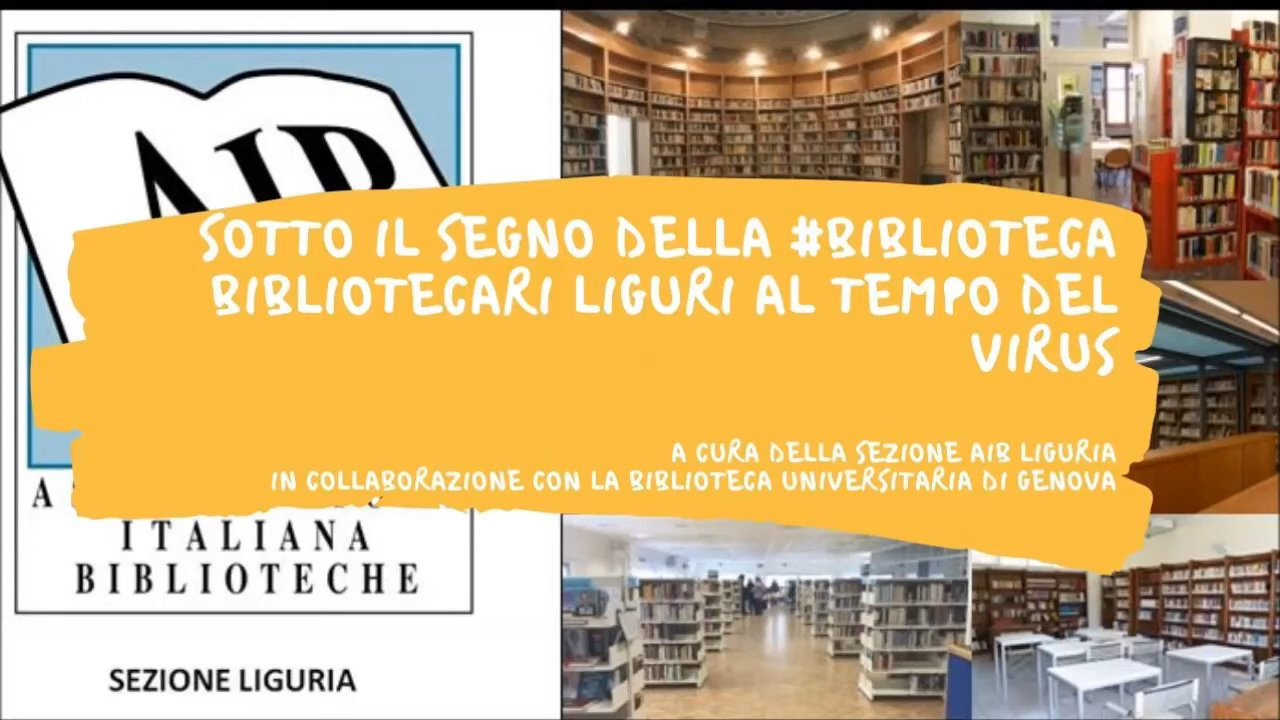 AIB
SOTTO IL SEGNO DELLA #BIBLIOTECA
BIBLIOTECARI LIGURI AL TEMPO DEL
VIRUS
A CURA DELLA SEZIONE AIB LIGURIA
IN COLLABORAZIONE CON LA BIBLIOTECA UNIVERSITARIA DI GENOVA
A
ITALIANA
BIBLIOTECHE
SEZIONE LIGURIA